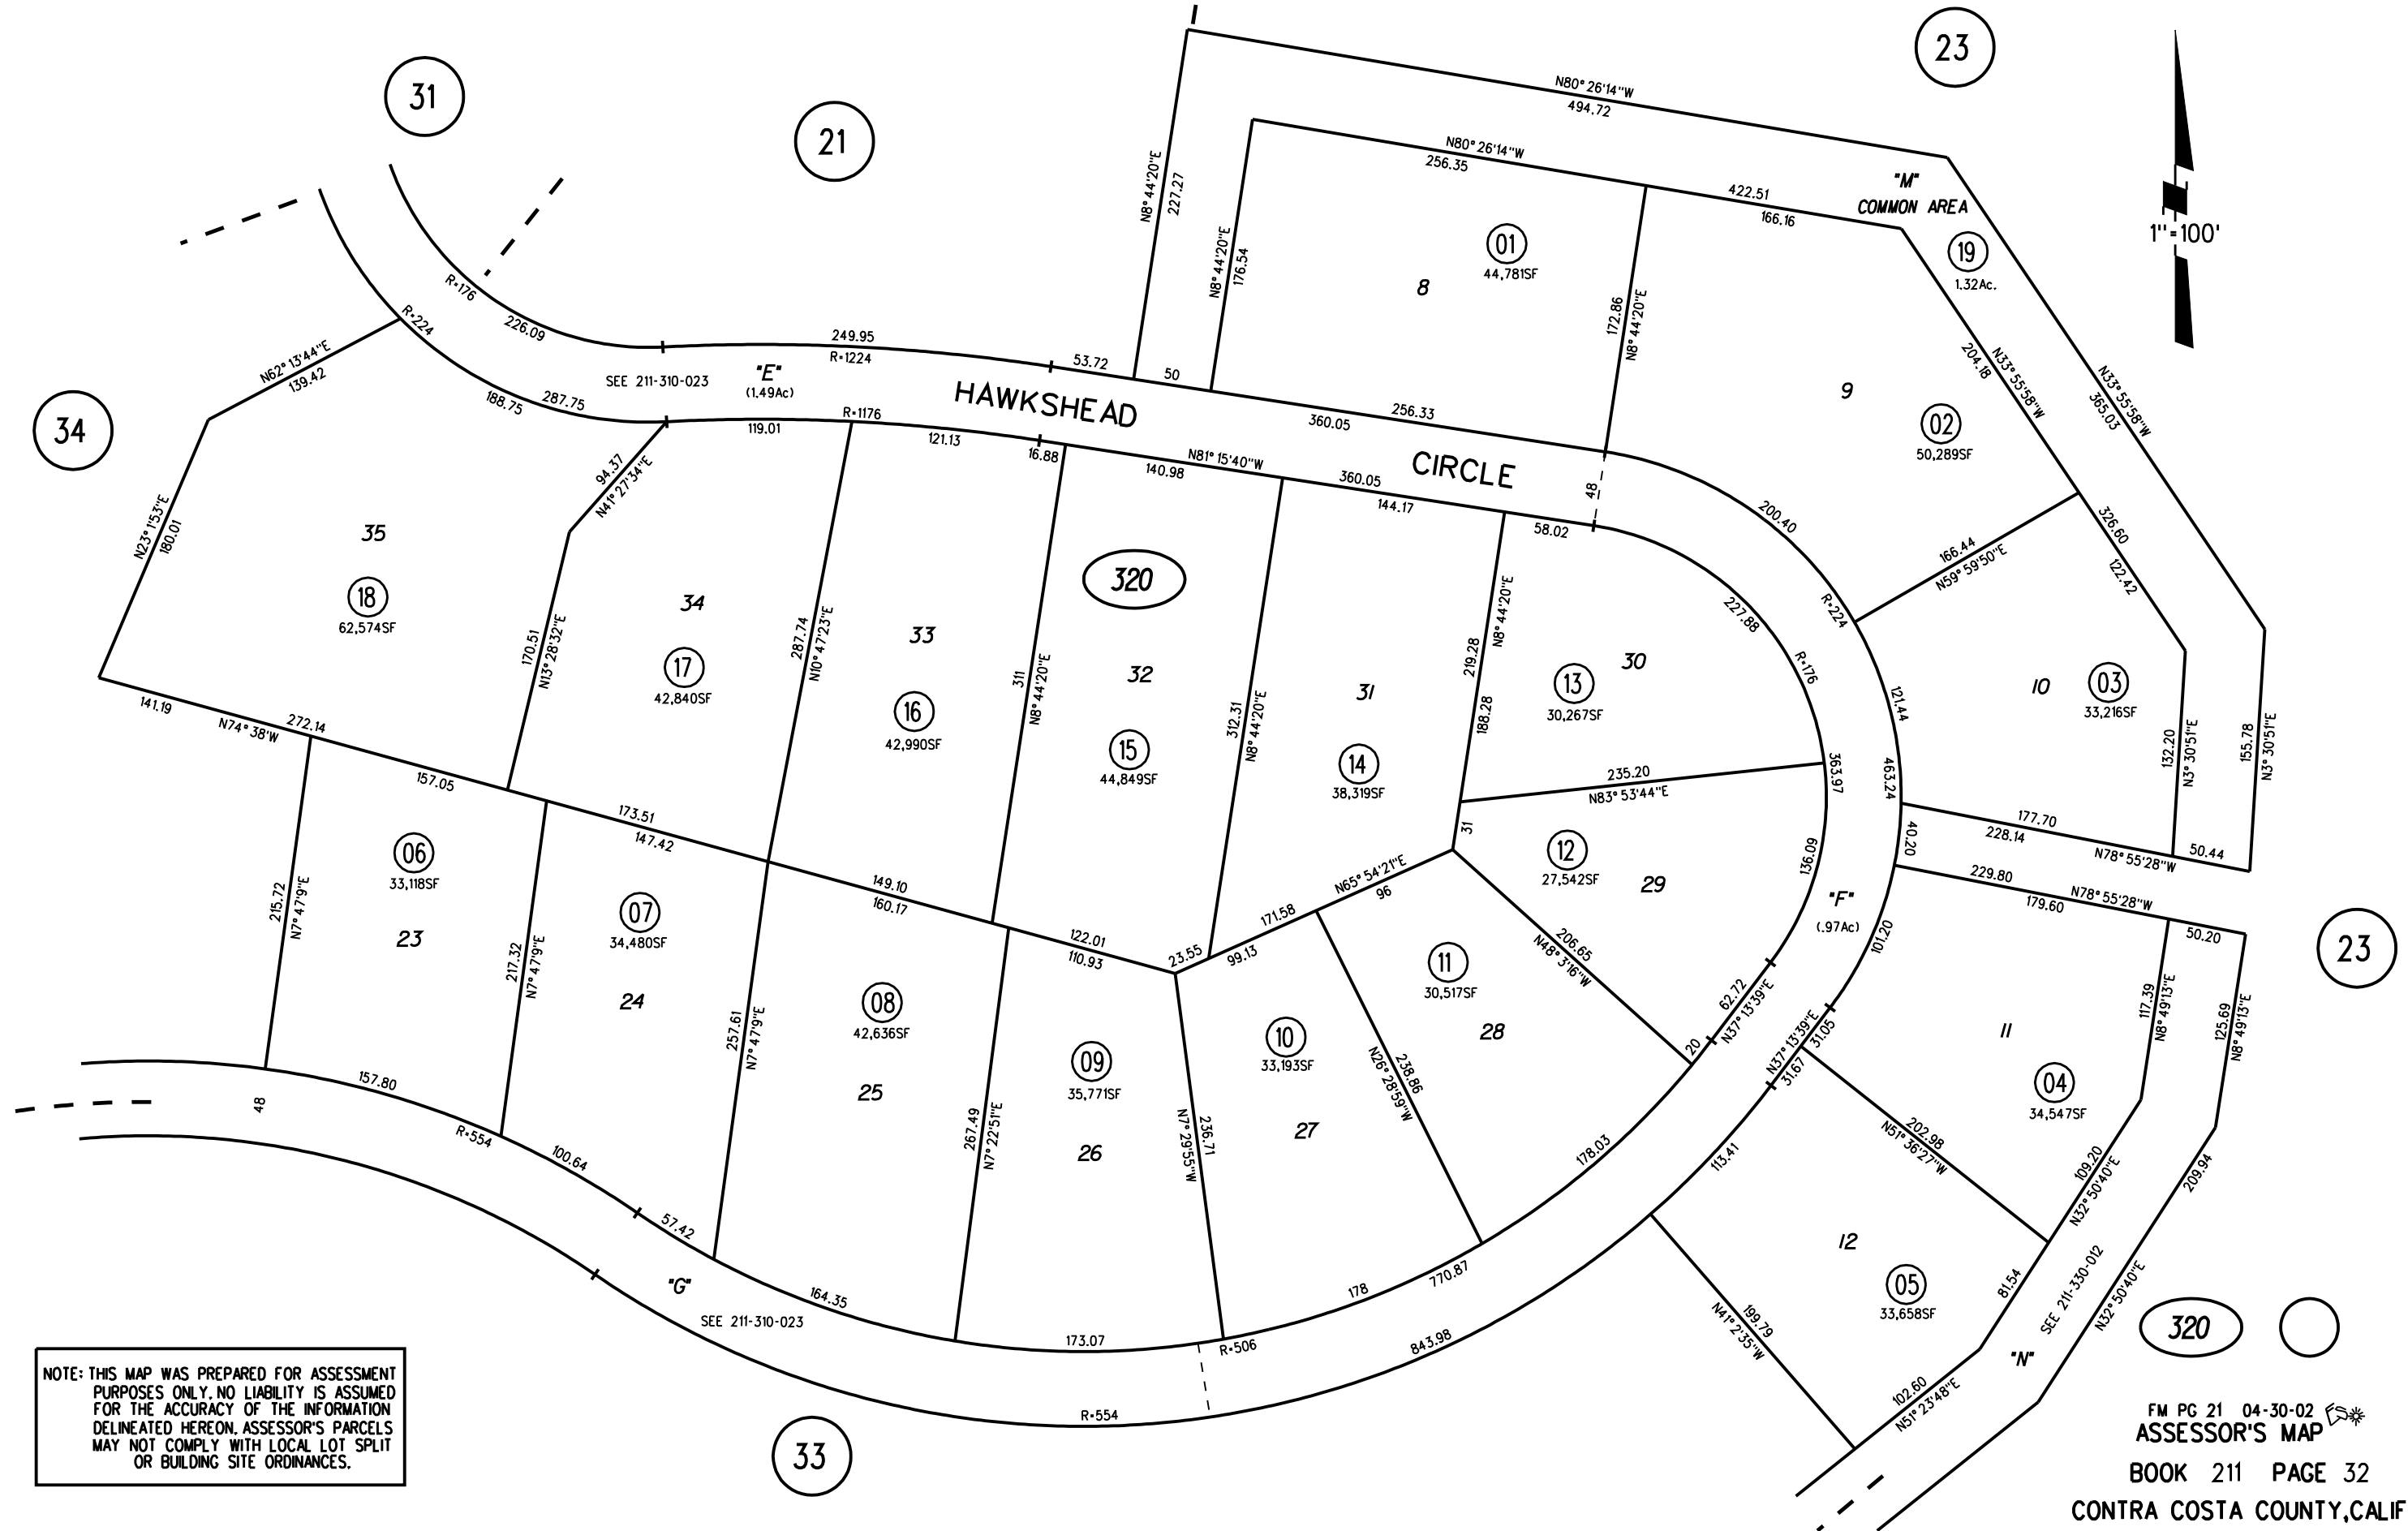 31
21
23
N80°26'14"W
494.72
N8°44'20"E
227.27
N80°26'14"W
256.35
N8°44'20"E
176.54
422.51
166.16
"M"
COMMON AREA
19
1.32Ac.
1"=100'
01
44,781SF
8
172.86
N8°44'20"E
9
02
50,289SF
204.18
N33°55'58"W
N33°55'58"W
365.03
R=176
226.09
R=224
188.75
287.75
N62°13'44"E
139.42
34
249.95
R=1224
SEE 211-310-023
"E"
(1.49Ac)
53.72
50
HAWKSHEAD
CIRCLE
256.33
360.05
119.01
R=1176
121.13
16.88
140.98
N81°15'40"W
360.05
144.17
48
58.02
200.40
R=224
227.88
R=176
166.44
N59°59'50"E
326.60
122.42
N23°1'53"E
180.01
35
18
62,574SF
94.37
N41°27'34"E
170.51
N13°28'32"E
34
17
42,840SF
287.74
N10°47'23"E
33
16
42,990SF
311
N8°44'20"E
320
32
15
44,849SF
312.31
N8°44'20"E
31
14
38,319SF
219.28
N8°44'20"E
188.28
13
30,267SF
30
235.20
N83°53'44"E
31
363.97
121.44
463.24
40.20
10
03
33,216SF
132.20
N3°30'51"E
155.78
N3°30'51"E
177.70
228.14
N78°55'28"W
50.44
229.80
N78°55'28"W
179.60
50.20
23
141.19
N74°38'W
272.14
157.05
173.51
147.42
149.10
160.17
122.01
110.93
23.55
171.58
99.13
N65°54'21"E
96
12
27,542SF
29
136.09
"F"
(.97Ac)
101.20
206.65
N48°3'16"W
62.72
N37°13'39"E
20
N37°13'39"E
31.05
31.67
215.72
N7°47'9"E
06
33,118SF
23
217.32
N7°47'9"E
07
34,480SF
24
257.61
N7°47'9"E
08
42,636SF
25
267.49
N7°22'51"E
09
35,771SF
26
N7°29'55"W
236.71
10
33,193SF
27
238.86
N26°28'59"W
11
30,517SF
28
117.39
N8°49'13"E
125.69
N8°49'13"E
11
04
34,547SF
202.98
N51°36'27"W
109.20
N32°50'40"E
209.94
48
157.80
R=554
100.64
57.42
"G"
SEE 211-310-023
164.35
173.07
R=506
178
770.87
178.03
113.41
843.98
R=554
12
05
33,658SF
199.79
N41°2'35"W
81.54
SEE 211-330-012
N32°50'40"E
"N"
102.60
N51°23'48"E
33
320
NOTE: THIS MAP WAS PREPARED FOR ASSESSMENT
PURPOSES ONLY. NO LIABILITY IS ASSUMED
FOR THE ACCURACY OF THE INFORMATION
DELINEATED HEREON. ASSESSOR'S PARCELS
MAY NOT COMPLY WITH LOCAL LOT SPLIT
OR BUILDING SITE ORDINANCES.
FM PG 21 04-30-02
ASSESSOR'S MAP
BOOK 211 PAGE 32
CONTRA COSTA COUNTY,CALIF